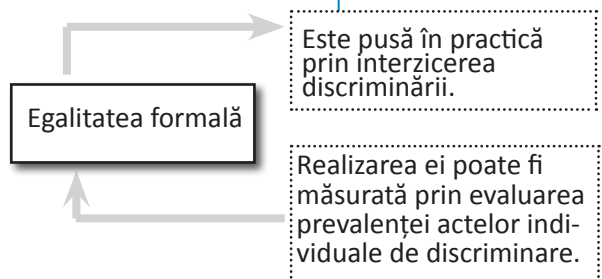 Este pusă în practică
prin interzicerea
discriminării.
Egalitatea formală
Realizarea ei poate fi
măsurată prin evaluarea
prevalenței actelor indi-
viduale de discriminare.